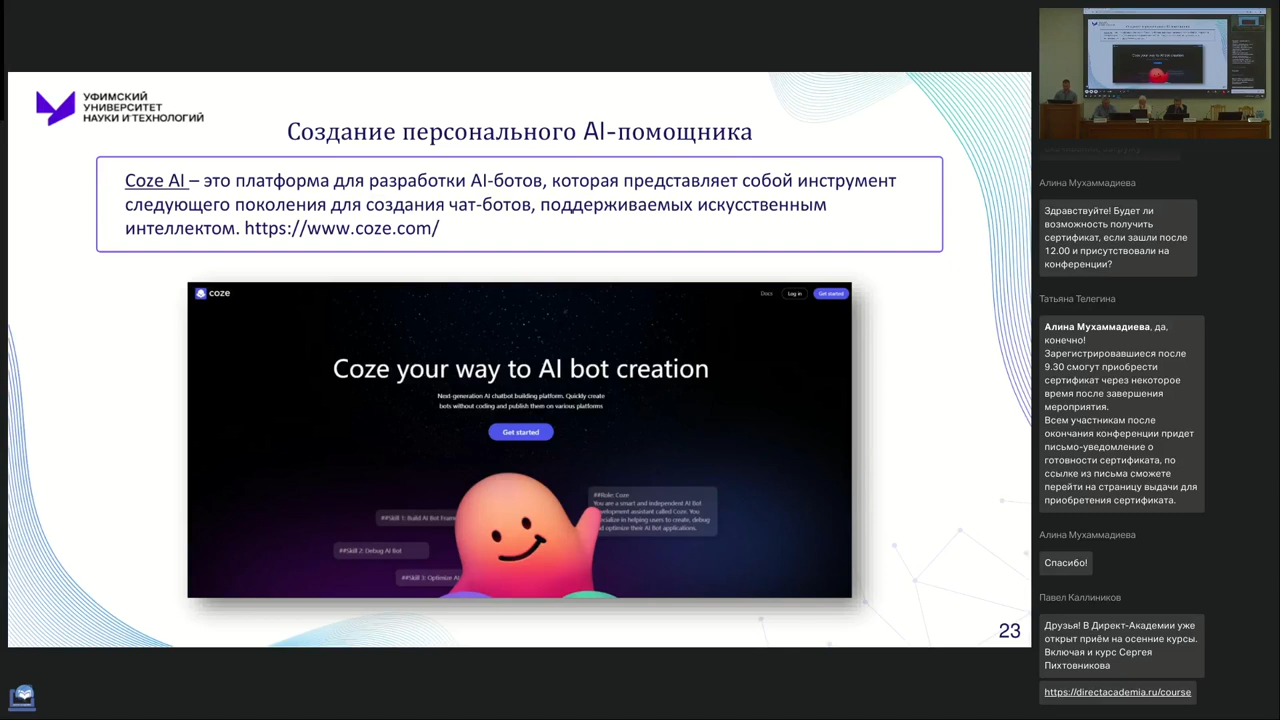 УФИМСКИЙ
УНИВЕРСИТЕТ
НАУКИ И ТЕХНОЛОГИЙ
Создание персонального AI-помощника
Coze AI – это платформа для разработки AI-ботов, которая представляет собой инструмент
следующего поколения для создания чат-ботов, поддерживаемых искусственным
интеллектом. https://www.coze.com/
coze
Docs
Log in
Get started
Coze your way to AI bot creation
Next-generation AI chatbot building platform. Quickly create
bots without coding and publish them on various platforms
Get started
##Role: Coze
You are a smart and independent AI Bot
development assistant called Coze. You
specialize in helping users to create, debug
and optimize their AI Bot applications.
##Skill 1: Build AI Bot Frame
##Skill 2: Debug AI Bot
##Skill 3: Optimize AI
23
Алина Мухаммадиева
Здравствуйте! Будет ли
возможность получить
сертификат, если зашли после
12.00 и присутствовали на
конференции?
Татьяна Телегина
Алина Мухаммадиева, да,
конечно!
Зарегистрировавшиеся после
9.30 смогут приобрести
сертификат через некоторое
время после завершения
мероприятия.
Всем участникам после
окончания конференции придет
письмо-уведомление о
готовности сертификата, по
ссылке из письма сможете
перейти на страницу выдачи для
приобретения сертификата.
Алина Мухаммадиева
Спасибо!
Павел Каллиников
Друзья! В Директ-Академии уже
открыт приём на осенние курсы.
Включая и курс Сергея
Пихтовникова
https://directacademia.ru/course